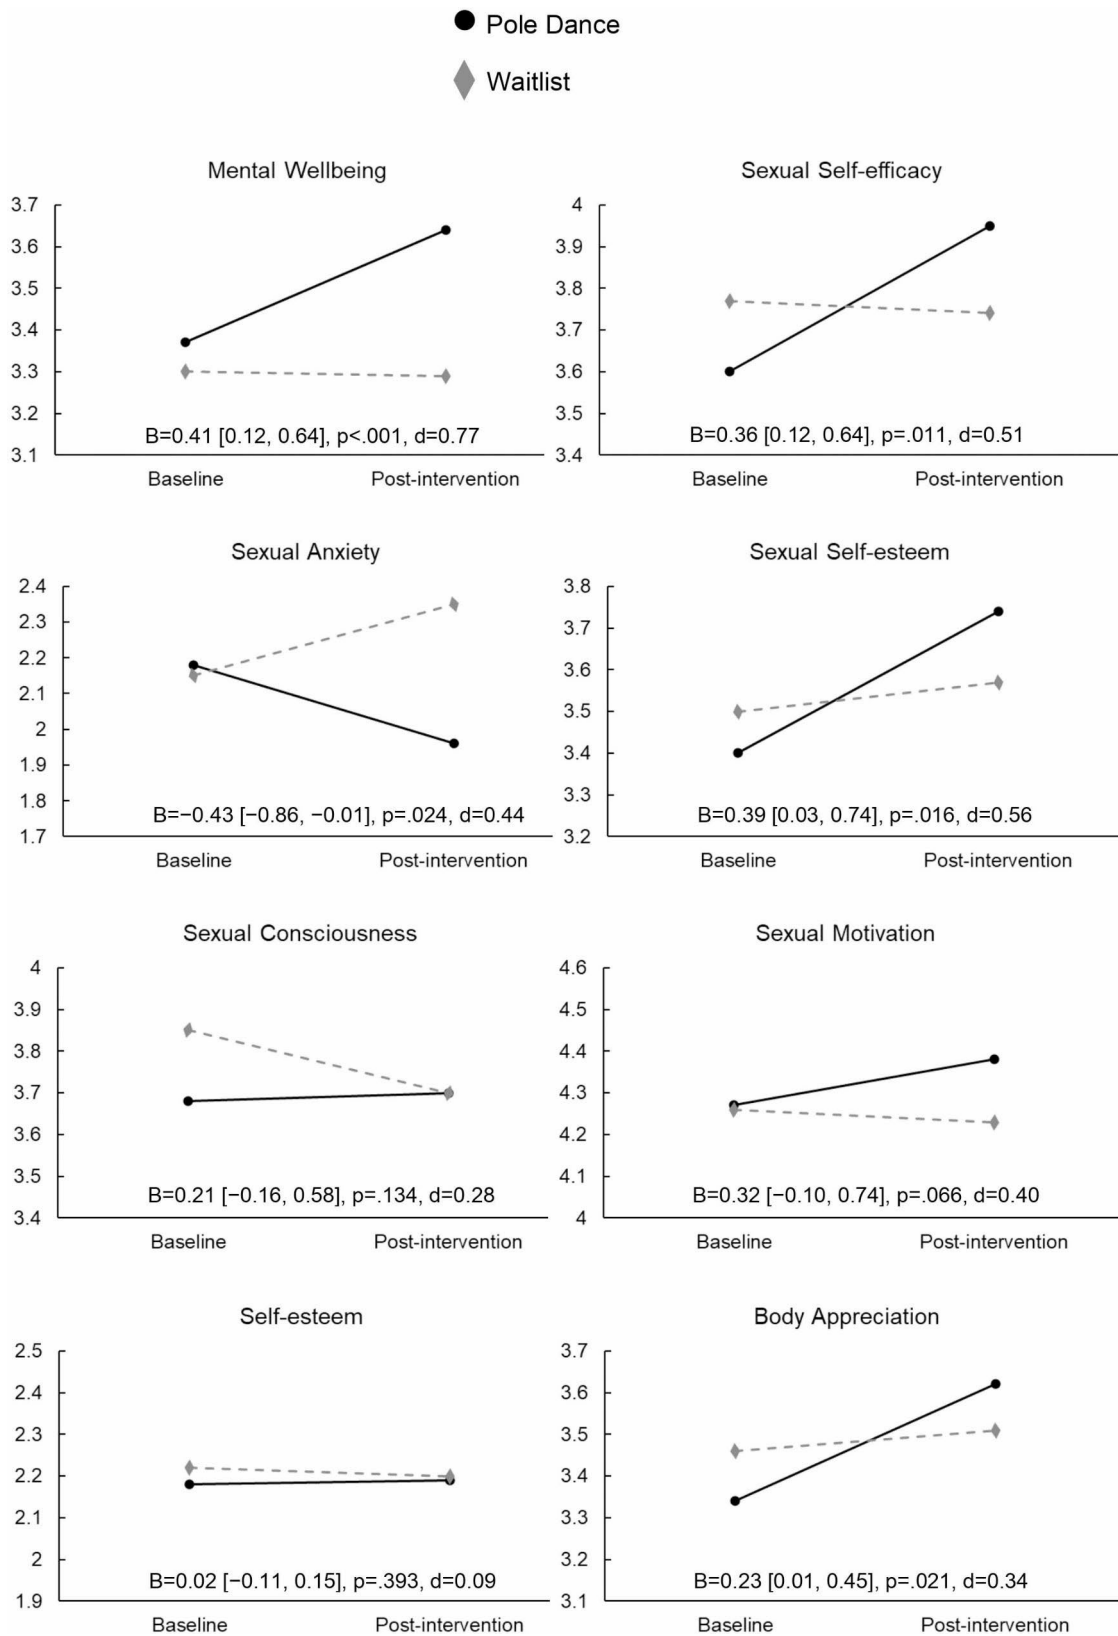 Pole Dance
Waitlist
Mental Wellbeing
3.7
3.6
3.5
3.4
3.3
3.2
3.1
B=0.41 [0.12, 0.64], p<.001, d=0.77
Baseline Post-intervention
Sexual Self-efficacy
4
3.9
3.8
3.7
3.6
3.5
3.4
B=0.36 [0.12, 0.64], p=.011, d=0.51
Baseline Post-intervention
Sexual Anxiety
2.4
2.3
2.2
2.1
2
1.9
1.8
1.7
B=−0.43 [−0.86, −0.01], p=.024, d=0.44
Baseline Post-intervention
Sexual Self-esteem
3.8
3.7
3.6
3.5
3.4
3.3
3.2
B=0.39 [0.03, 0.74], p=.016, d=0.56
Baseline Post-intervention
Sexual Consciousness
4
3.9
3.8
3.7
3.6
3.5
3.4
B=0.21 [−0.16, 0.58], p=.134, d=0.28
Baseline Post-intervention
Sexual Motivation
4.6
4.5
4.4
4.3
4.2
4.1
4
B=0.32 [−0.10, 0.74], p=.066, d=0.40
Baseline Post-intervention
Self-esteem
2.5
2.4
2.3
2.2
2.1
2
1.9
B=0.02 [−0.11, 0.15], p=.393, d=0.09
Baseline Post-intervention
Body Appreciation
3.7
3.6
3.5
3.4
3.3
3.2
3.1
B=0.23 [0.01, 0.45], p=.021, d=0.34
Baseline Post-intervention